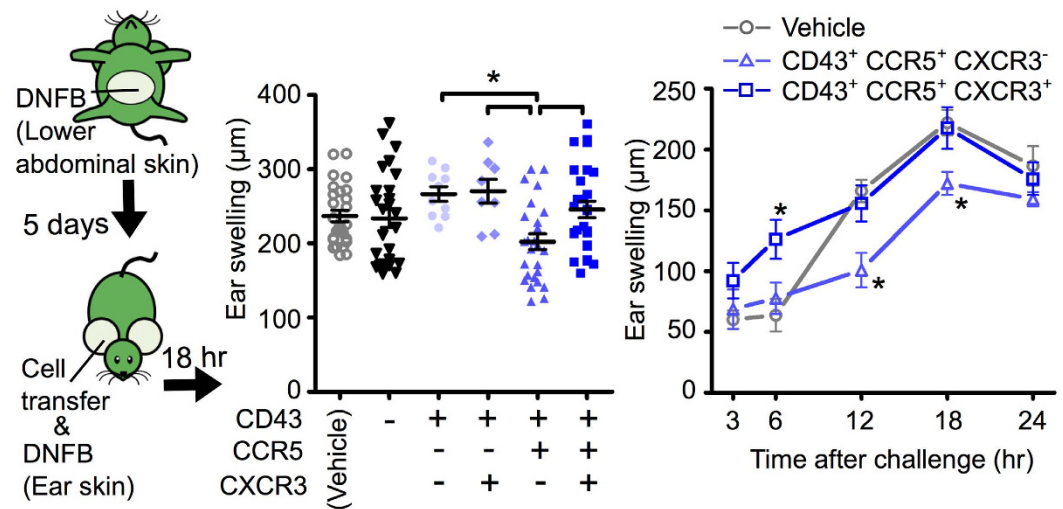 DNFB
(Lower
abdominal skin)
5 days
Cell
transfer
&
DNFB
(Ear skin)
18 hr
*
Ear swelling (μm)
400
300
200
100
0
CD43 (Vehicle) - + + + +
CCR5 - - + +
CXCR3 - + - +
Vehicle
CD43⁺ CCR5⁺ CXCR3⁻
CD43⁺ CCR5⁺ CXCR3⁺
Ear swelling (μm)
250
200
150
100
50
0
* * *
3 6 12 18 24
Time after challenge (hr)